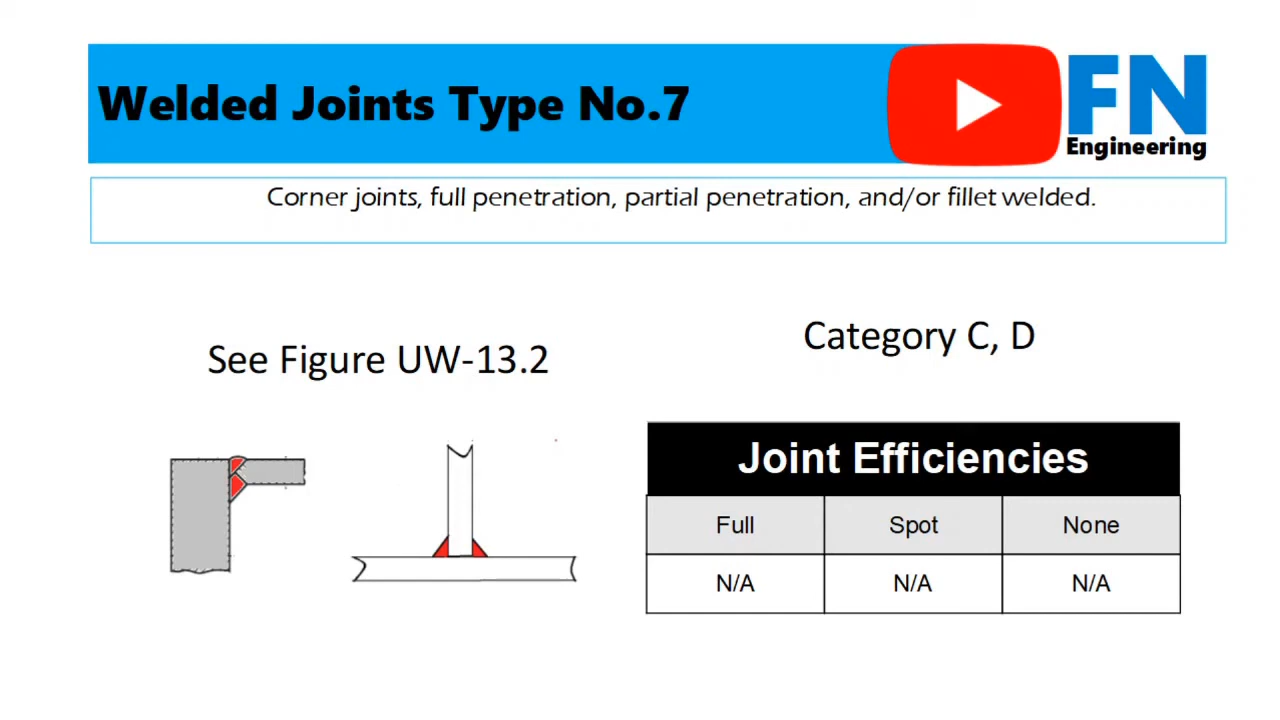 Welded Joints Type No.7
FN
Engineering
Corner joints, full penetration, partial penetration, and/or fillet welded.
See Figure UW-13.2
Category C, D
Joint Efficiencies
Full Spot None
N/A N/A N/A